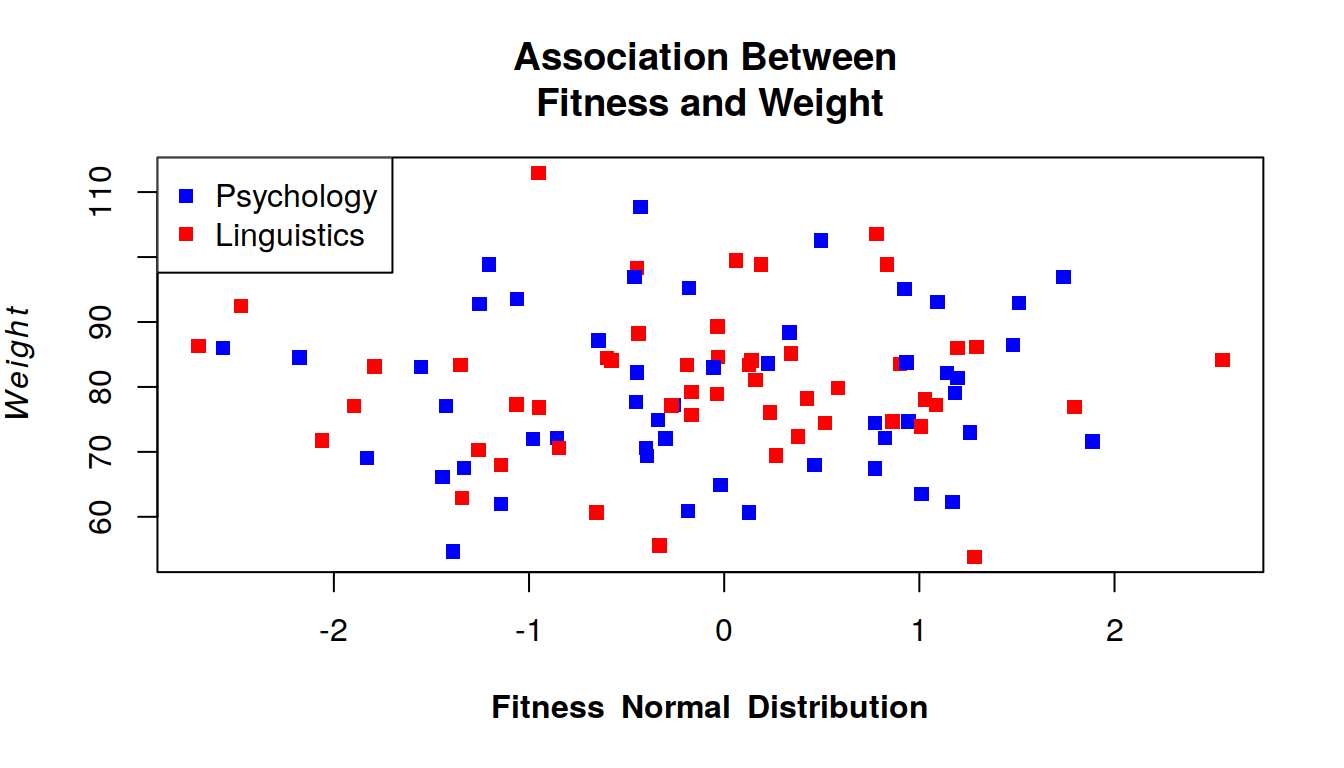 Association Between
Fitness and Weight
Psychology
Linguistics
Weight
110
90
80
70
60
-2 -1 0 1 2
Fitness Normal Distribution